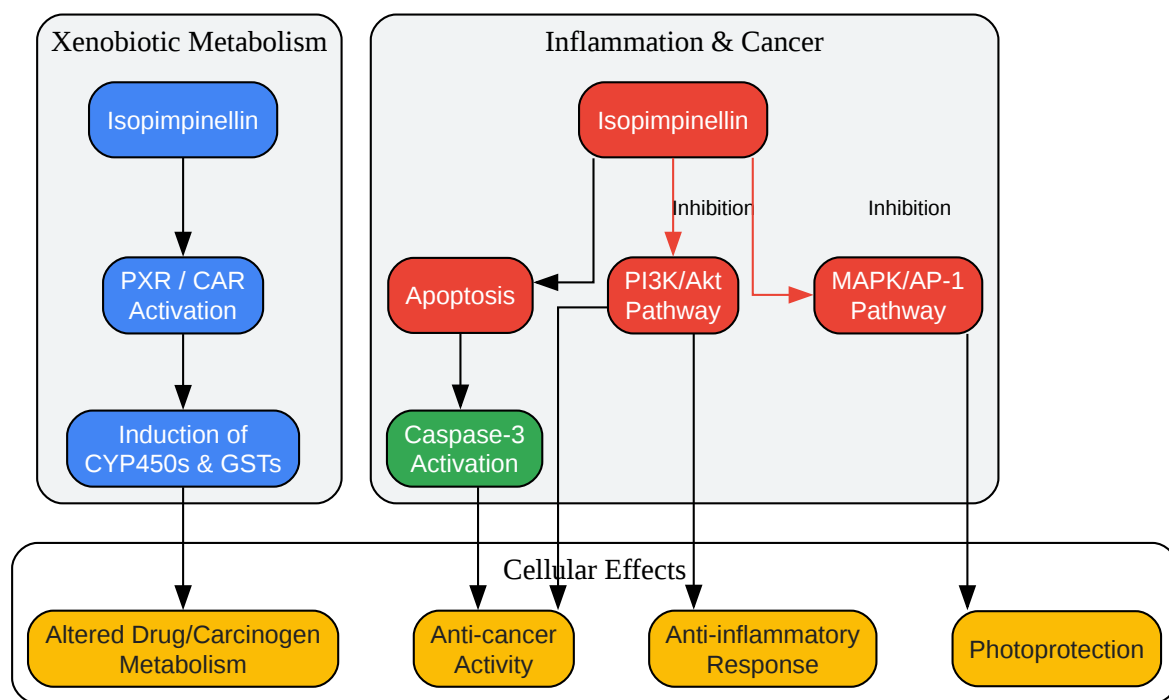 Xenobiotic Metabolism
Isopimpinellin
PXR / CAR
Activation
Induction of
CYP450s & GSTs
Inflammation & Cancer
Isopimpinellin
Inhibition
Inhibition
Apoptosis
PI3K/Akt
Pathway
MAPK/AP-1
Pathway
Caspase-3
Activation
Cellular Effects
Altered Drug/Carcinogen
Metabolism
Anti-cancer
Activity
Anti-inflammatory
Response
Photoprotection